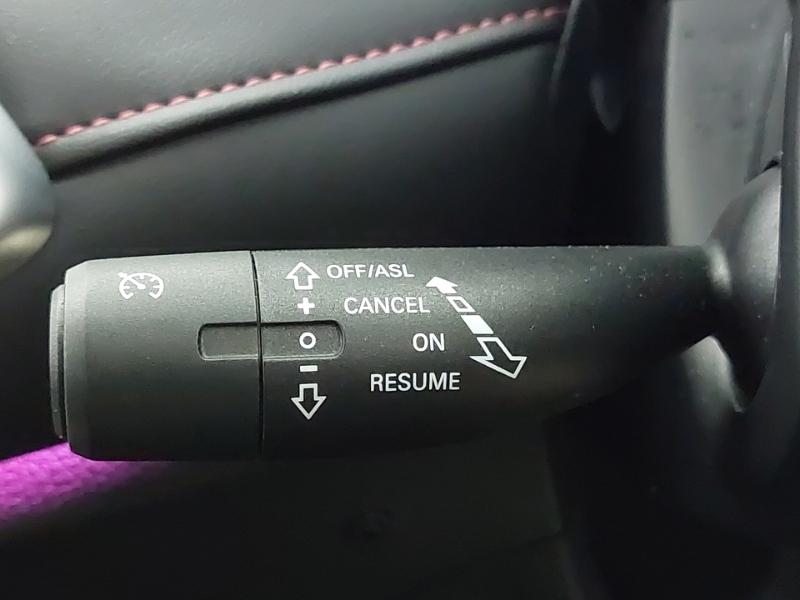 OFF/ASL
+ CANCEL
O ON
-
RESUME